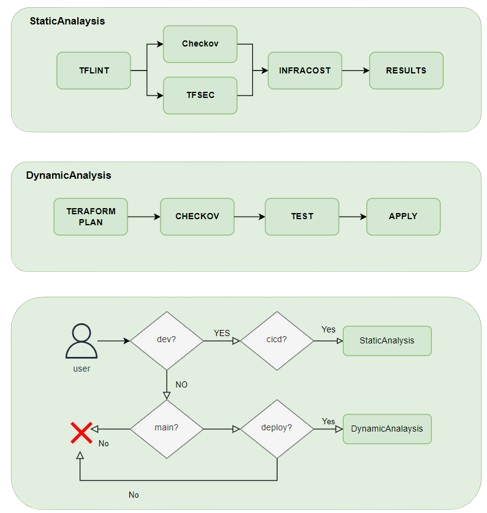 StaticAnalaysis
Checkov
TFLINT
INFRACOST
RESULTS
TFSEC
DynamicAnalysis
TERAFORM
PLAN
CHECKOV
TEST
APPLY
dev?
YES
cicd?
Yes
StaticAnalysis
user
NO
main?
deploy?
Yes
DynamicAnalaysis
No
No